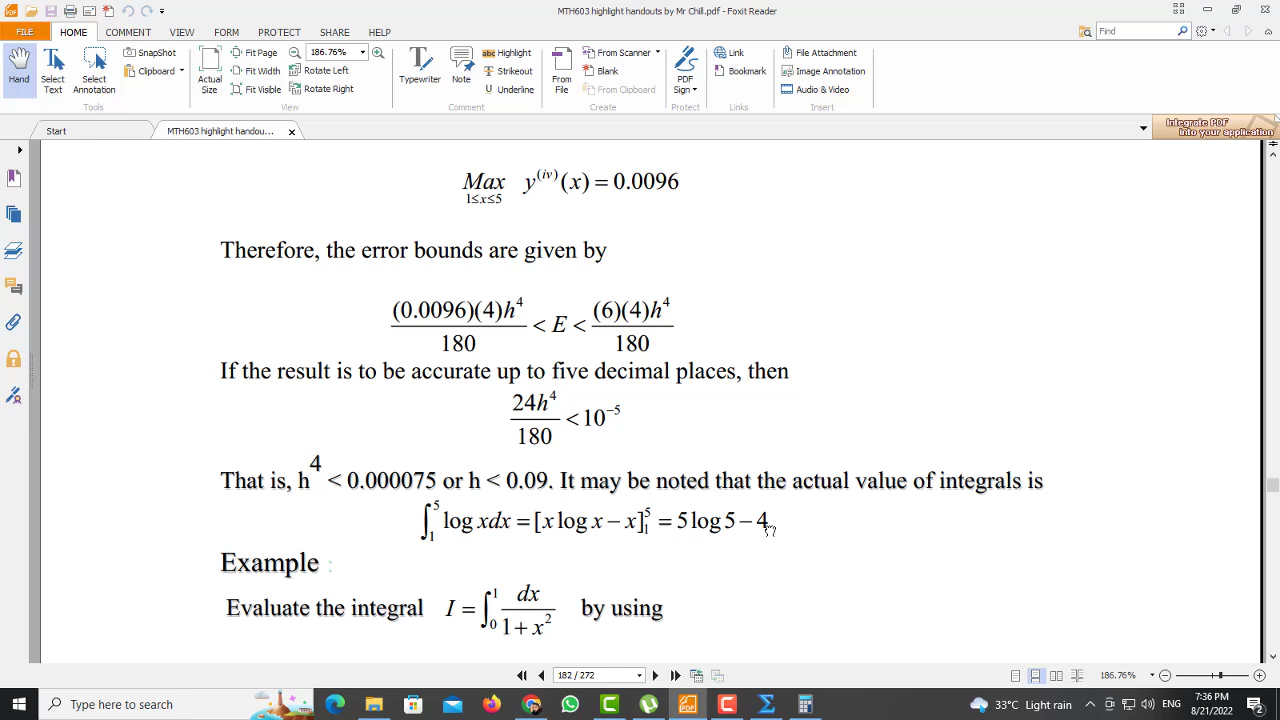 MTH603 highlight handouts by Mr Chill.pdf - Foxit Reader
FILE HOME COMMENT VIEW FORM PROTECT SHARE HELP
Find
Hand
Select Text
Select Annotation
SnapShot
Clipboard
Tools
Actual Size
Fit Page
Fit Width
Fit Visible
186.76%
Rotate Left
Rotate Right
View
Typewriter
Note
Highlight
Strikeout
Underline
Comment
From File
From Scanner
Blank
From Clipboard
Create
PDF Sign
Protect
Link
Bookmark
Links
File Attachment
Image Annotation
Audio & Video
Insert
Start
MTH603 highlight handou...
Integrate PDF
into your application
Max y^(iv)(x) = 0.0096
1≤x≤5
Therefore, the error bounds are given by
(0.0096)(4)h^4 / 180 < E < (6)(4)h^4 / 180
If the result is to be accurate up to five decimal places, then
24h^4 / 180 < 10^−5
That is, h^4 < 0.000075 or h < 0.09. It may be noted that the actual value of integrals is
∫_1^5 log xdx = [x log x − x]_1^5 = 5 log 5 − 4
Example :
Evaluate the integral I = ∫_0^1 dx / 1 + x^2 by using
182 / 272
186.76%
Type here to search
33°C Light rain
ENG
7:36 PM
8/21/2022